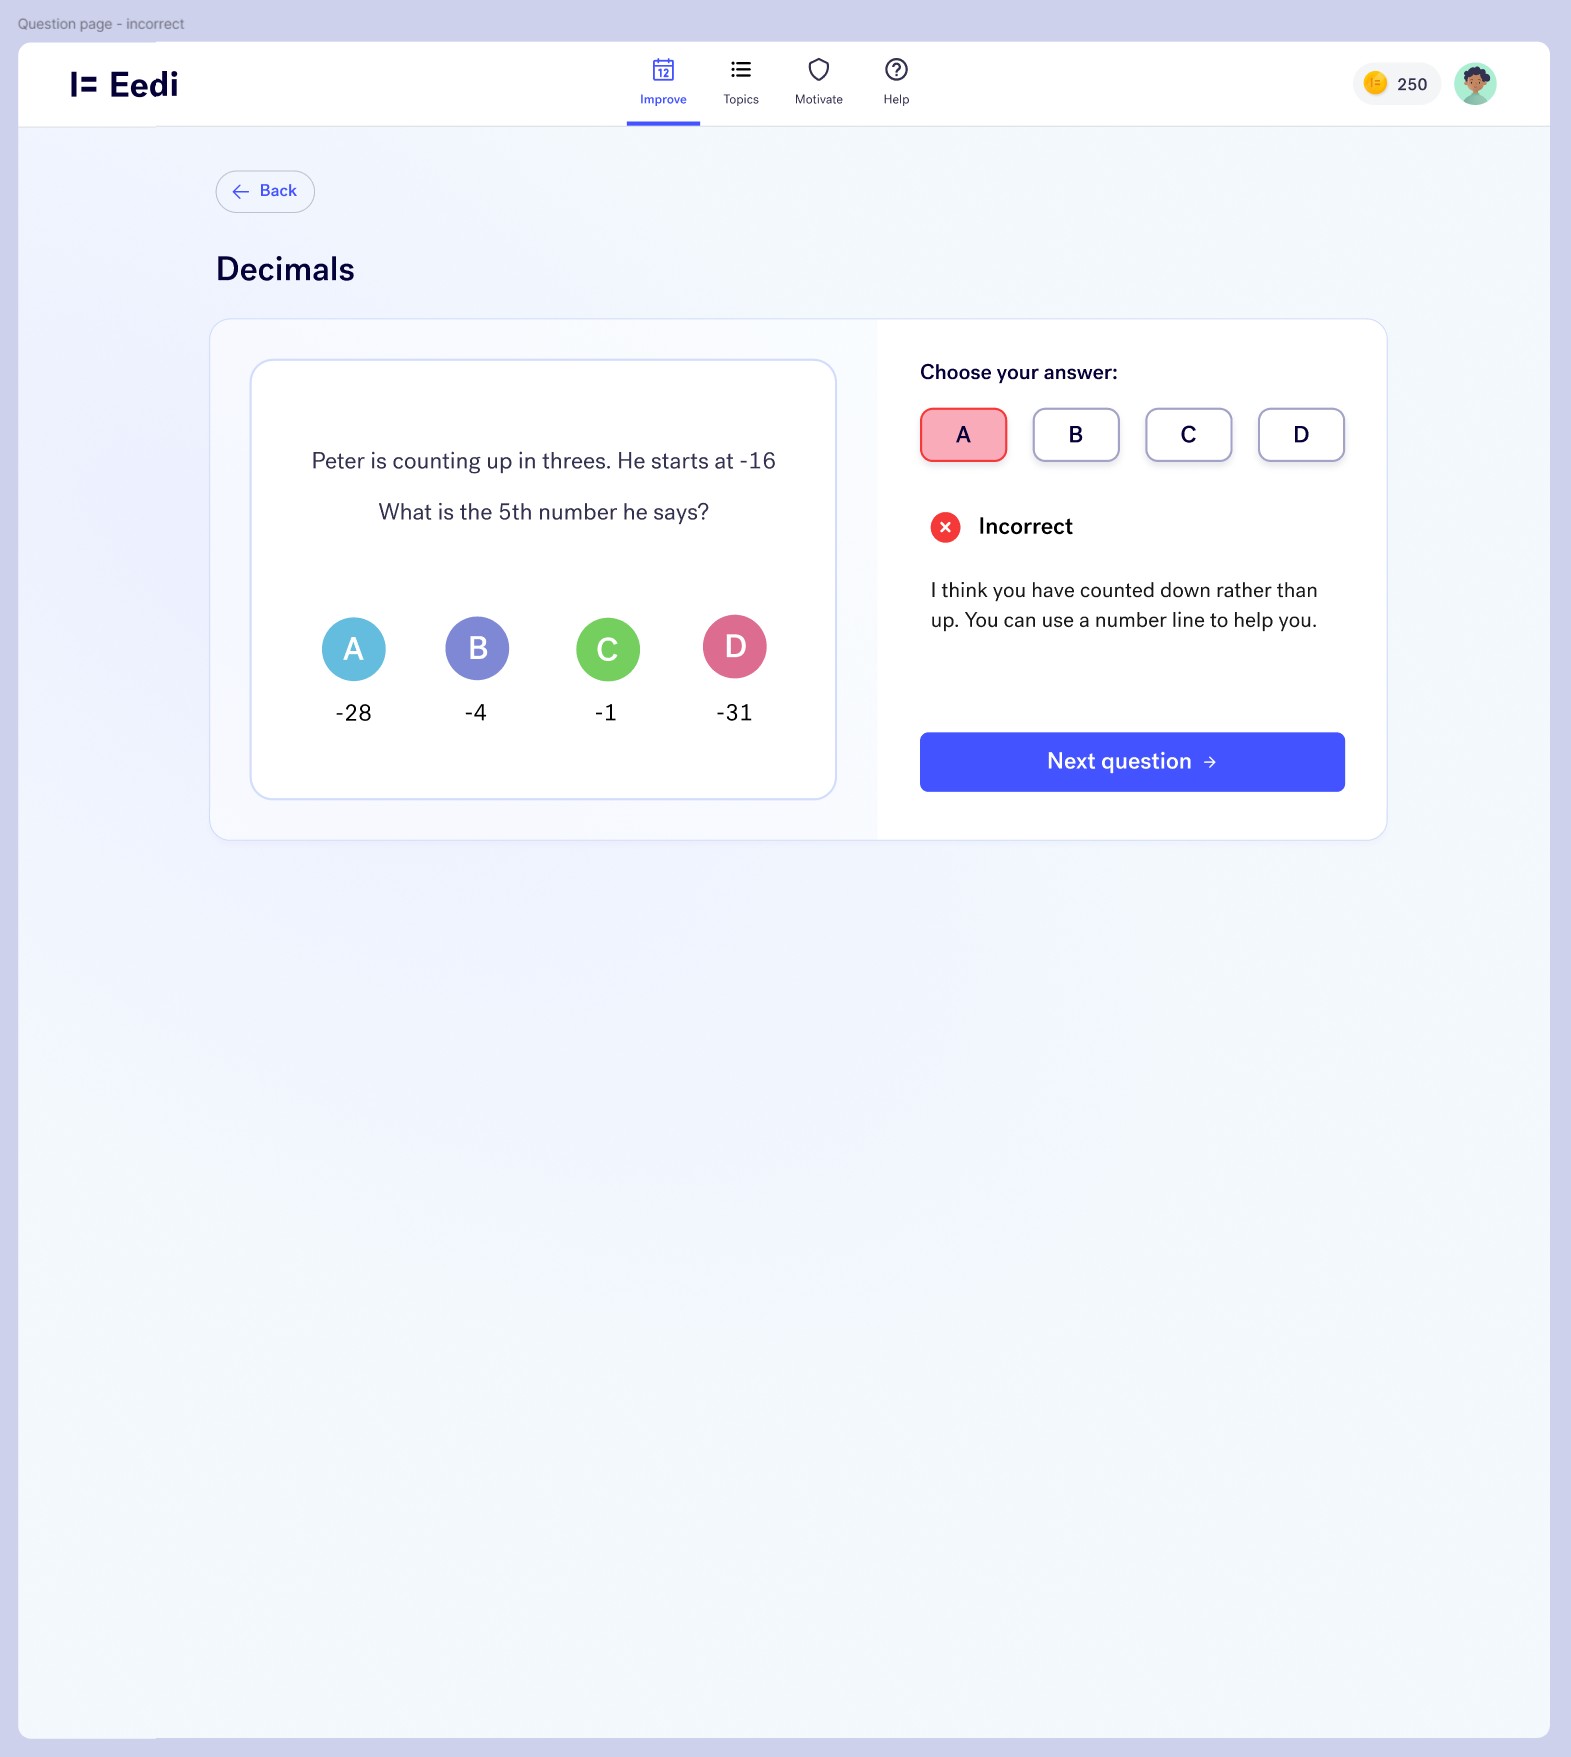 Question page - incorrect
Eedi
12
Improve
Topics
Motivate
Help
250
Back
Decimals
Peter is counting up in threes. He starts at -16
What is the 5th number he says?
A B C D
-28 -4 -1 -31
Choose your answer:
A B C D
Incorrect
I think you have counted down rather than
up. You can use a number line to help you.
Next question →